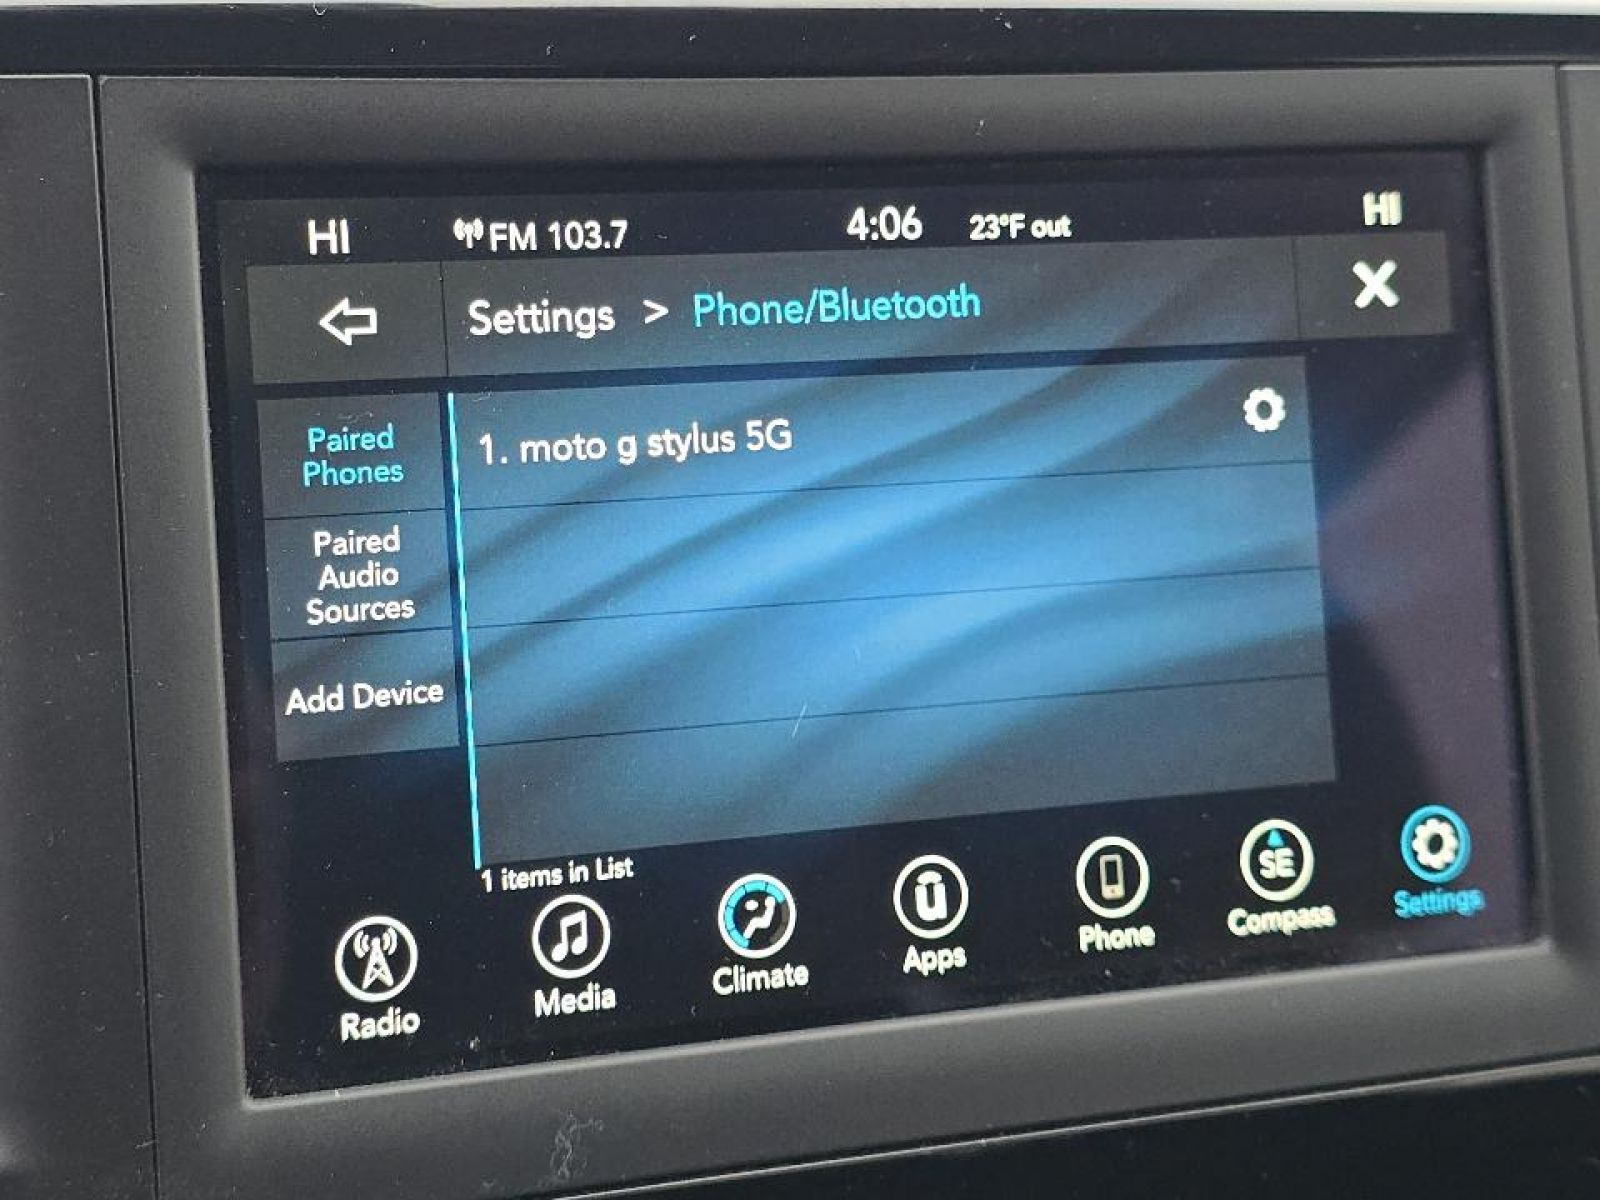 HI FM 103.7 4:06 23°F out HI
Settings > Phone/Bluetooth
Paired
Phones
1. moto g stylus 5G
Paired
Audio
Sources
Add Device
1 items in List
Radio Media Climate Apps Phone SE Compass Settings